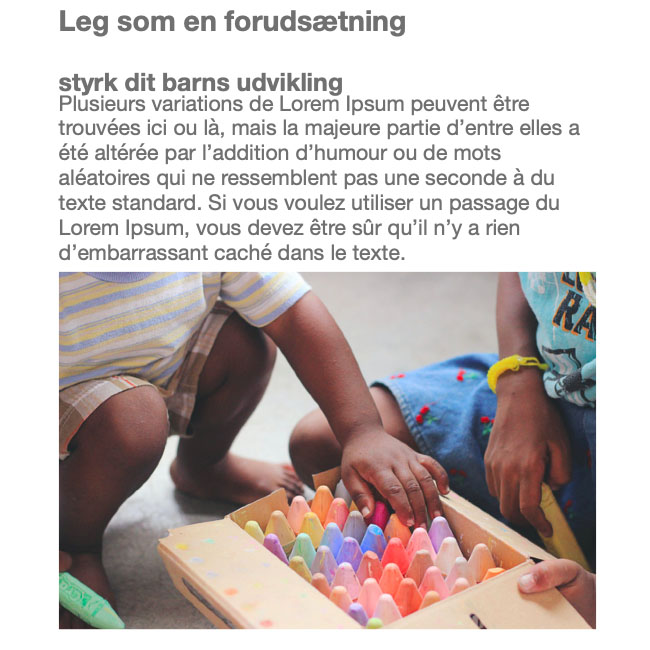 Leg som en forudsætning
styrk dit barns udvikling
Plusieurs variations de Lorem Ipsum peuvent être
trouvées ici ou là, mais la majeure partie d’entre elles a
été altérée par l’addition d’humour ou de mots
aléatoires qui ne ressemblent pas une seconde à du
texte standard. Si vous voulez utiliser un passage du
Lorem Ipsum, vous devez être sûr qu’il n’y a rien
d’embarrassant caché dans le texte.